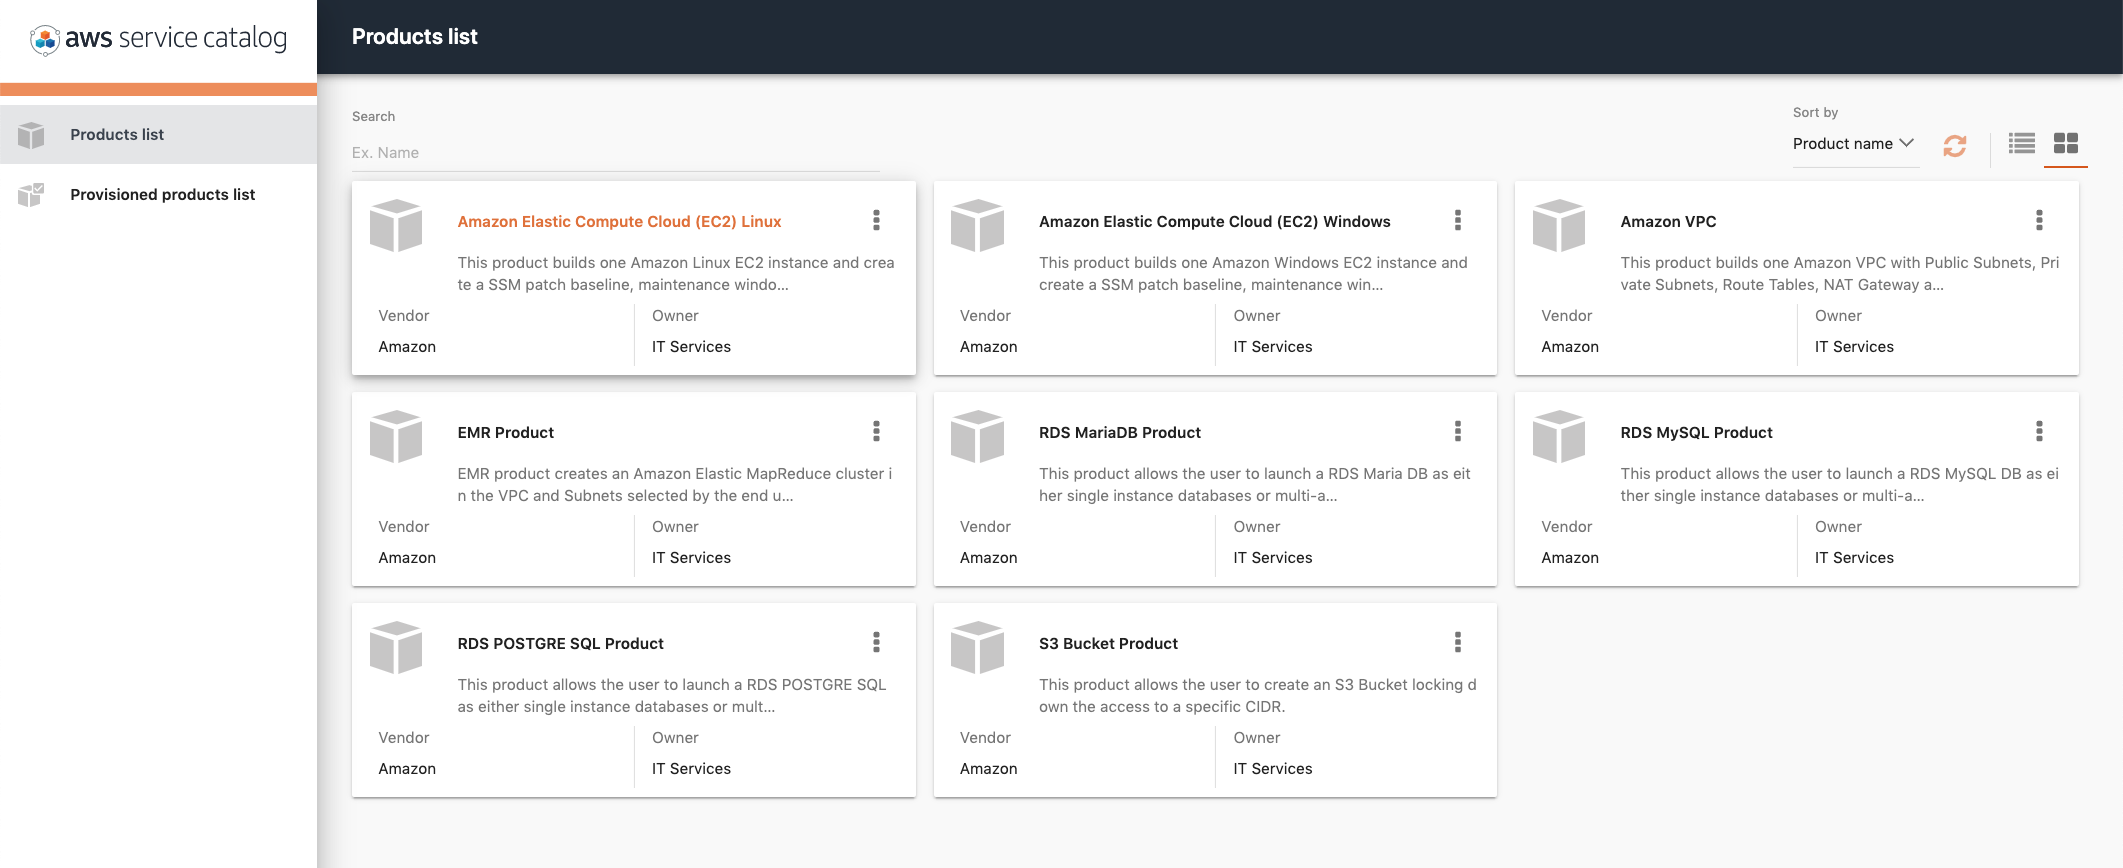 aws service catalog
Products list
Products list
Provisioned products list
Search
Ex. Name
Sort by
Product name
Amazon Elastic Compute Cloud (EC2) Linux
This product builds one Amazon Linux EC2 instance and crea
te a SSM patch baseline, maintenance windo...
Vendor
Owner
Amazon
IT Services
Amazon Elastic Compute Cloud (EC2) Windows
This product builds one Amazon Windows EC2 instance and
create a SSM patch baseline, maintenance win...
Vendor
Owner
Amazon
IT Services
Amazon VPC
This product builds one Amazon VPC with Public Subnets, Pri
vate Subnets, Route Tables, NAT Gateway a...
Vendor
Owner
Amazon
IT Services
EMR Product
EMR product creates an Amazon Elastic MapReduce cluster i
n the VPC and Subnets selected by the end u...
Vendor
Owner
Amazon
IT Services
RDS MariaDB Product
This product allows the user to launch a RDS Maria DB as eit
her single instance databases or multi-a...
Vendor
Owner
Amazon
IT Services
RDS MySQL Product
This product allows the user to launch a RDS MySQL DB as ei
ther single instance databases or multi-a...
Vendor
Owner
Amazon
IT Services
RDS POSTGRE SQL Product
This product allows the user to launch a RDS POSTGRE SQL
as either single instance databases or mult...
Vendor
Owner
Amazon
IT Services
S3 Bucket Product
This product allows the user to create an S3 Bucket locking d
own the access to a specific CIDR.
Vendor
Owner
Amazon
IT Services